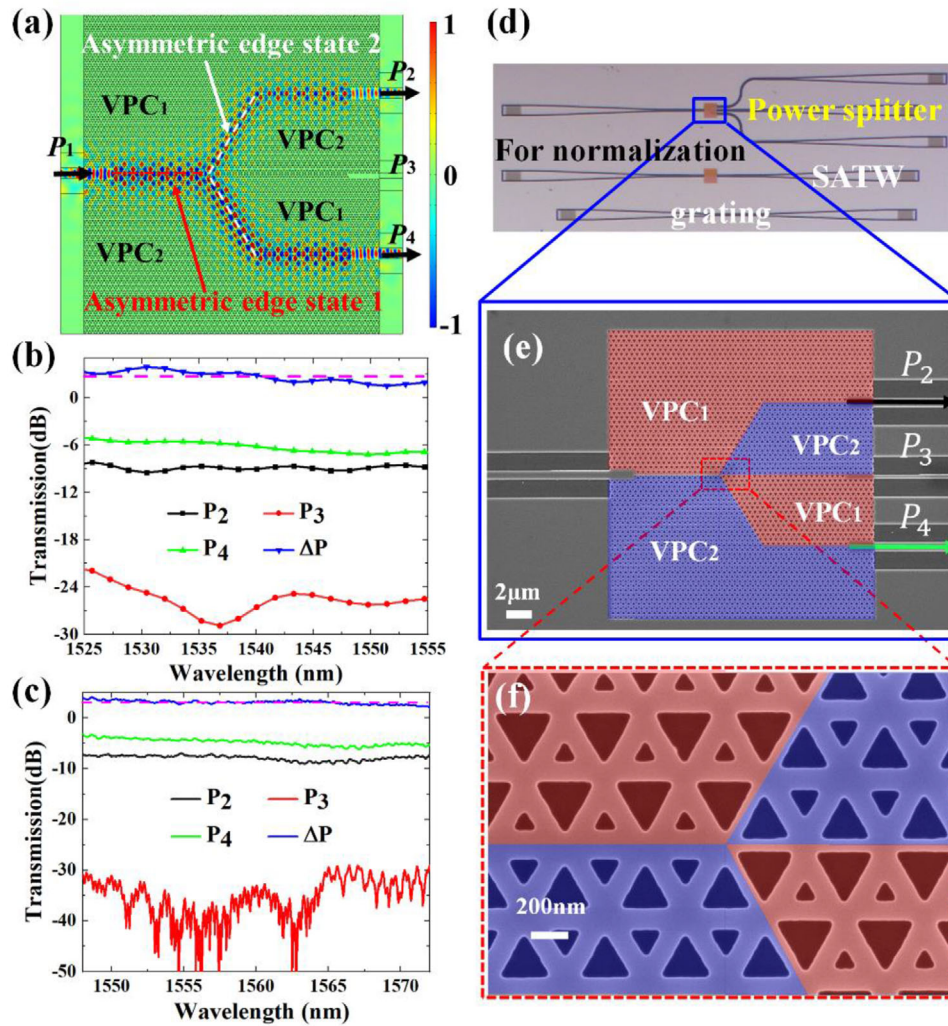 (a)
Asymmetric edge state 2
VPC1
P2
VPC2
P1
P3
VPC1
VPC2
P4
Asymmetric edge state 1
1
0
-1
(b)
Transmission(dB)
0
-6
-12
-18
-24
-30
P2 P3
P4 ΔP
1525 1530 1535 1540 1545 1550 1555
Wavelength (nm)
(c)
Transmission(dB)
0
-10
-20
-30
-40
-50
P2 P3
P4 ΔP
1550 1555 1560 1565 1570
Wavelength (nm)
(d)
Power splitter
For normalization
SATW
grating
(e)
P2
VPC1
VPC2
P3
VPC1
P4
VPC2
2μm
(f)
200nm